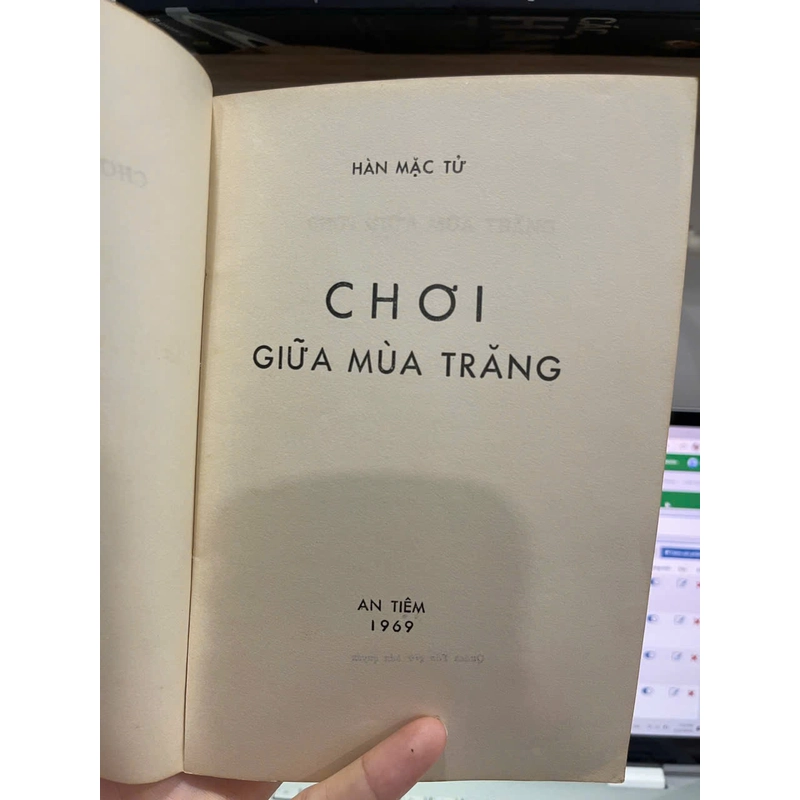 HÀN MẶC TỬ
CHƠI
GIỮA MÙA TRĂNG
AN TIÊM
1969